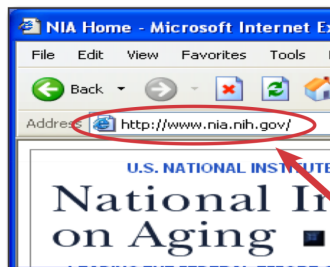 NIA Home - Microsoft Internet
File Edit View Favorites Tools
Back
Address http://www.nia.nih.gov/
U.S. NATIONAL INSTITUTE
National
on Aging